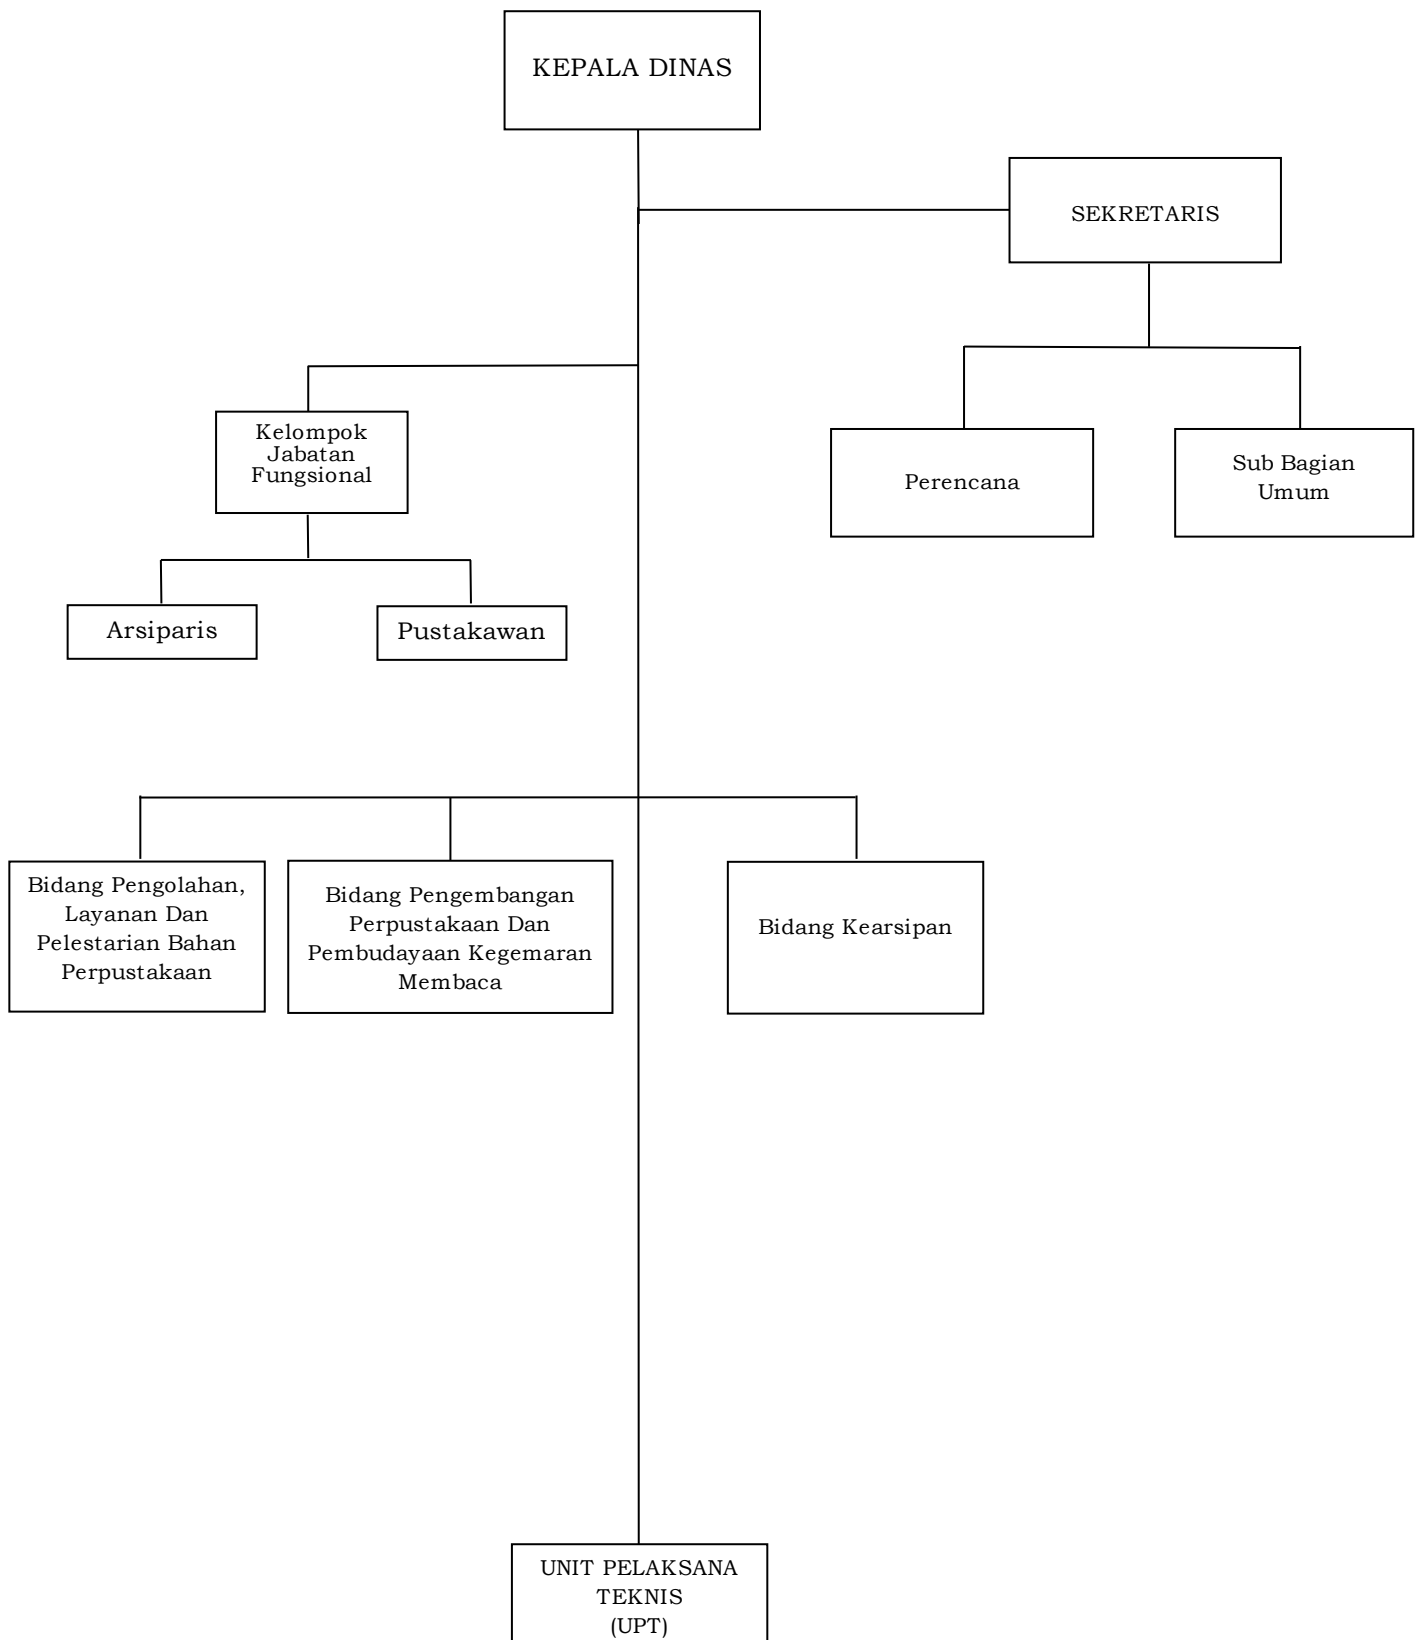 KEPALA DINAS
SEKRETARIS
Kelompok
Jabatan
Fungsional
Perencana
Sub Bagian
Umum
Arsiparis
Pustakawan
Bidang Pengolahan,
Layanan Dan
Pelestarian Bahan
Perpustakaan
Bidang Pengembangan
Perpustakaan Dan
Pembudayaan Kegemaran
Membaca
Bidang Kearsipan
UNIT PELAKSANA
TEKNIS
(UPT)